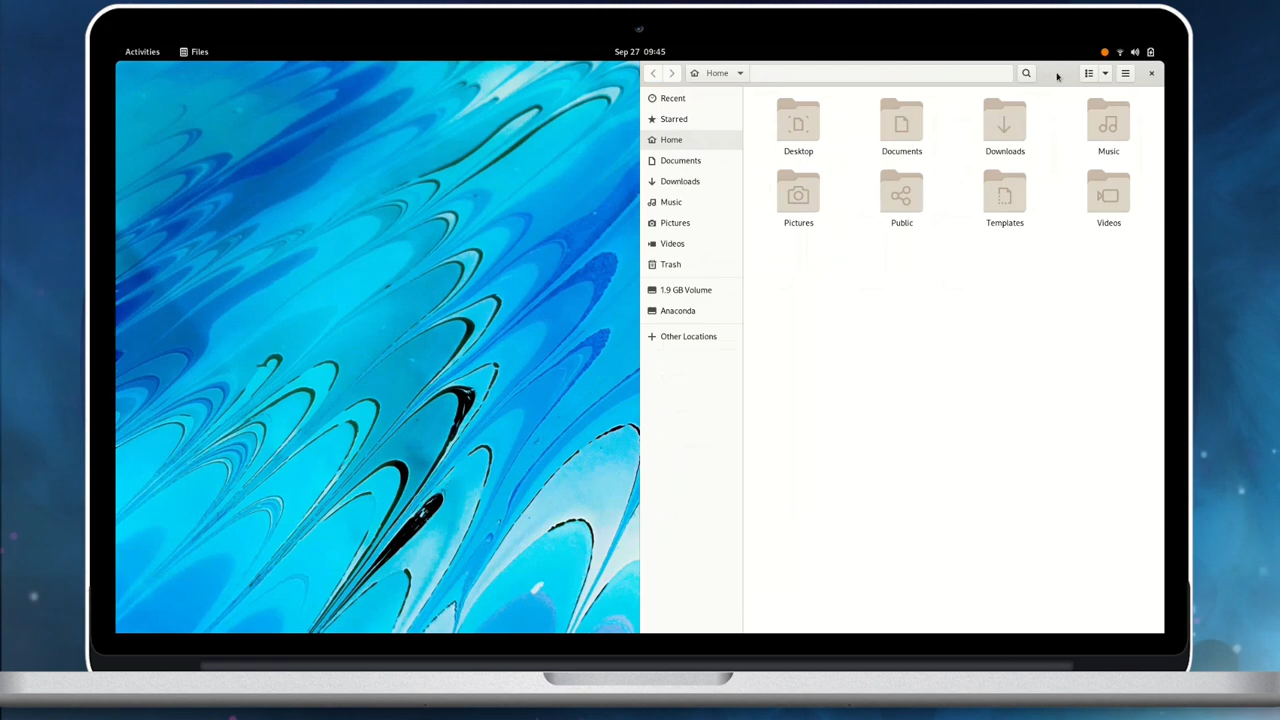 Activities Files Sep 27 09:45
Home
Recent
Starred
Home
Documents
Downloads
Music
Pictures
Videos
Trash
1.9 GB Volume
Anaconda
Other Locations
Desktop Documents Downloads Music
Pictures Public Templates Videos